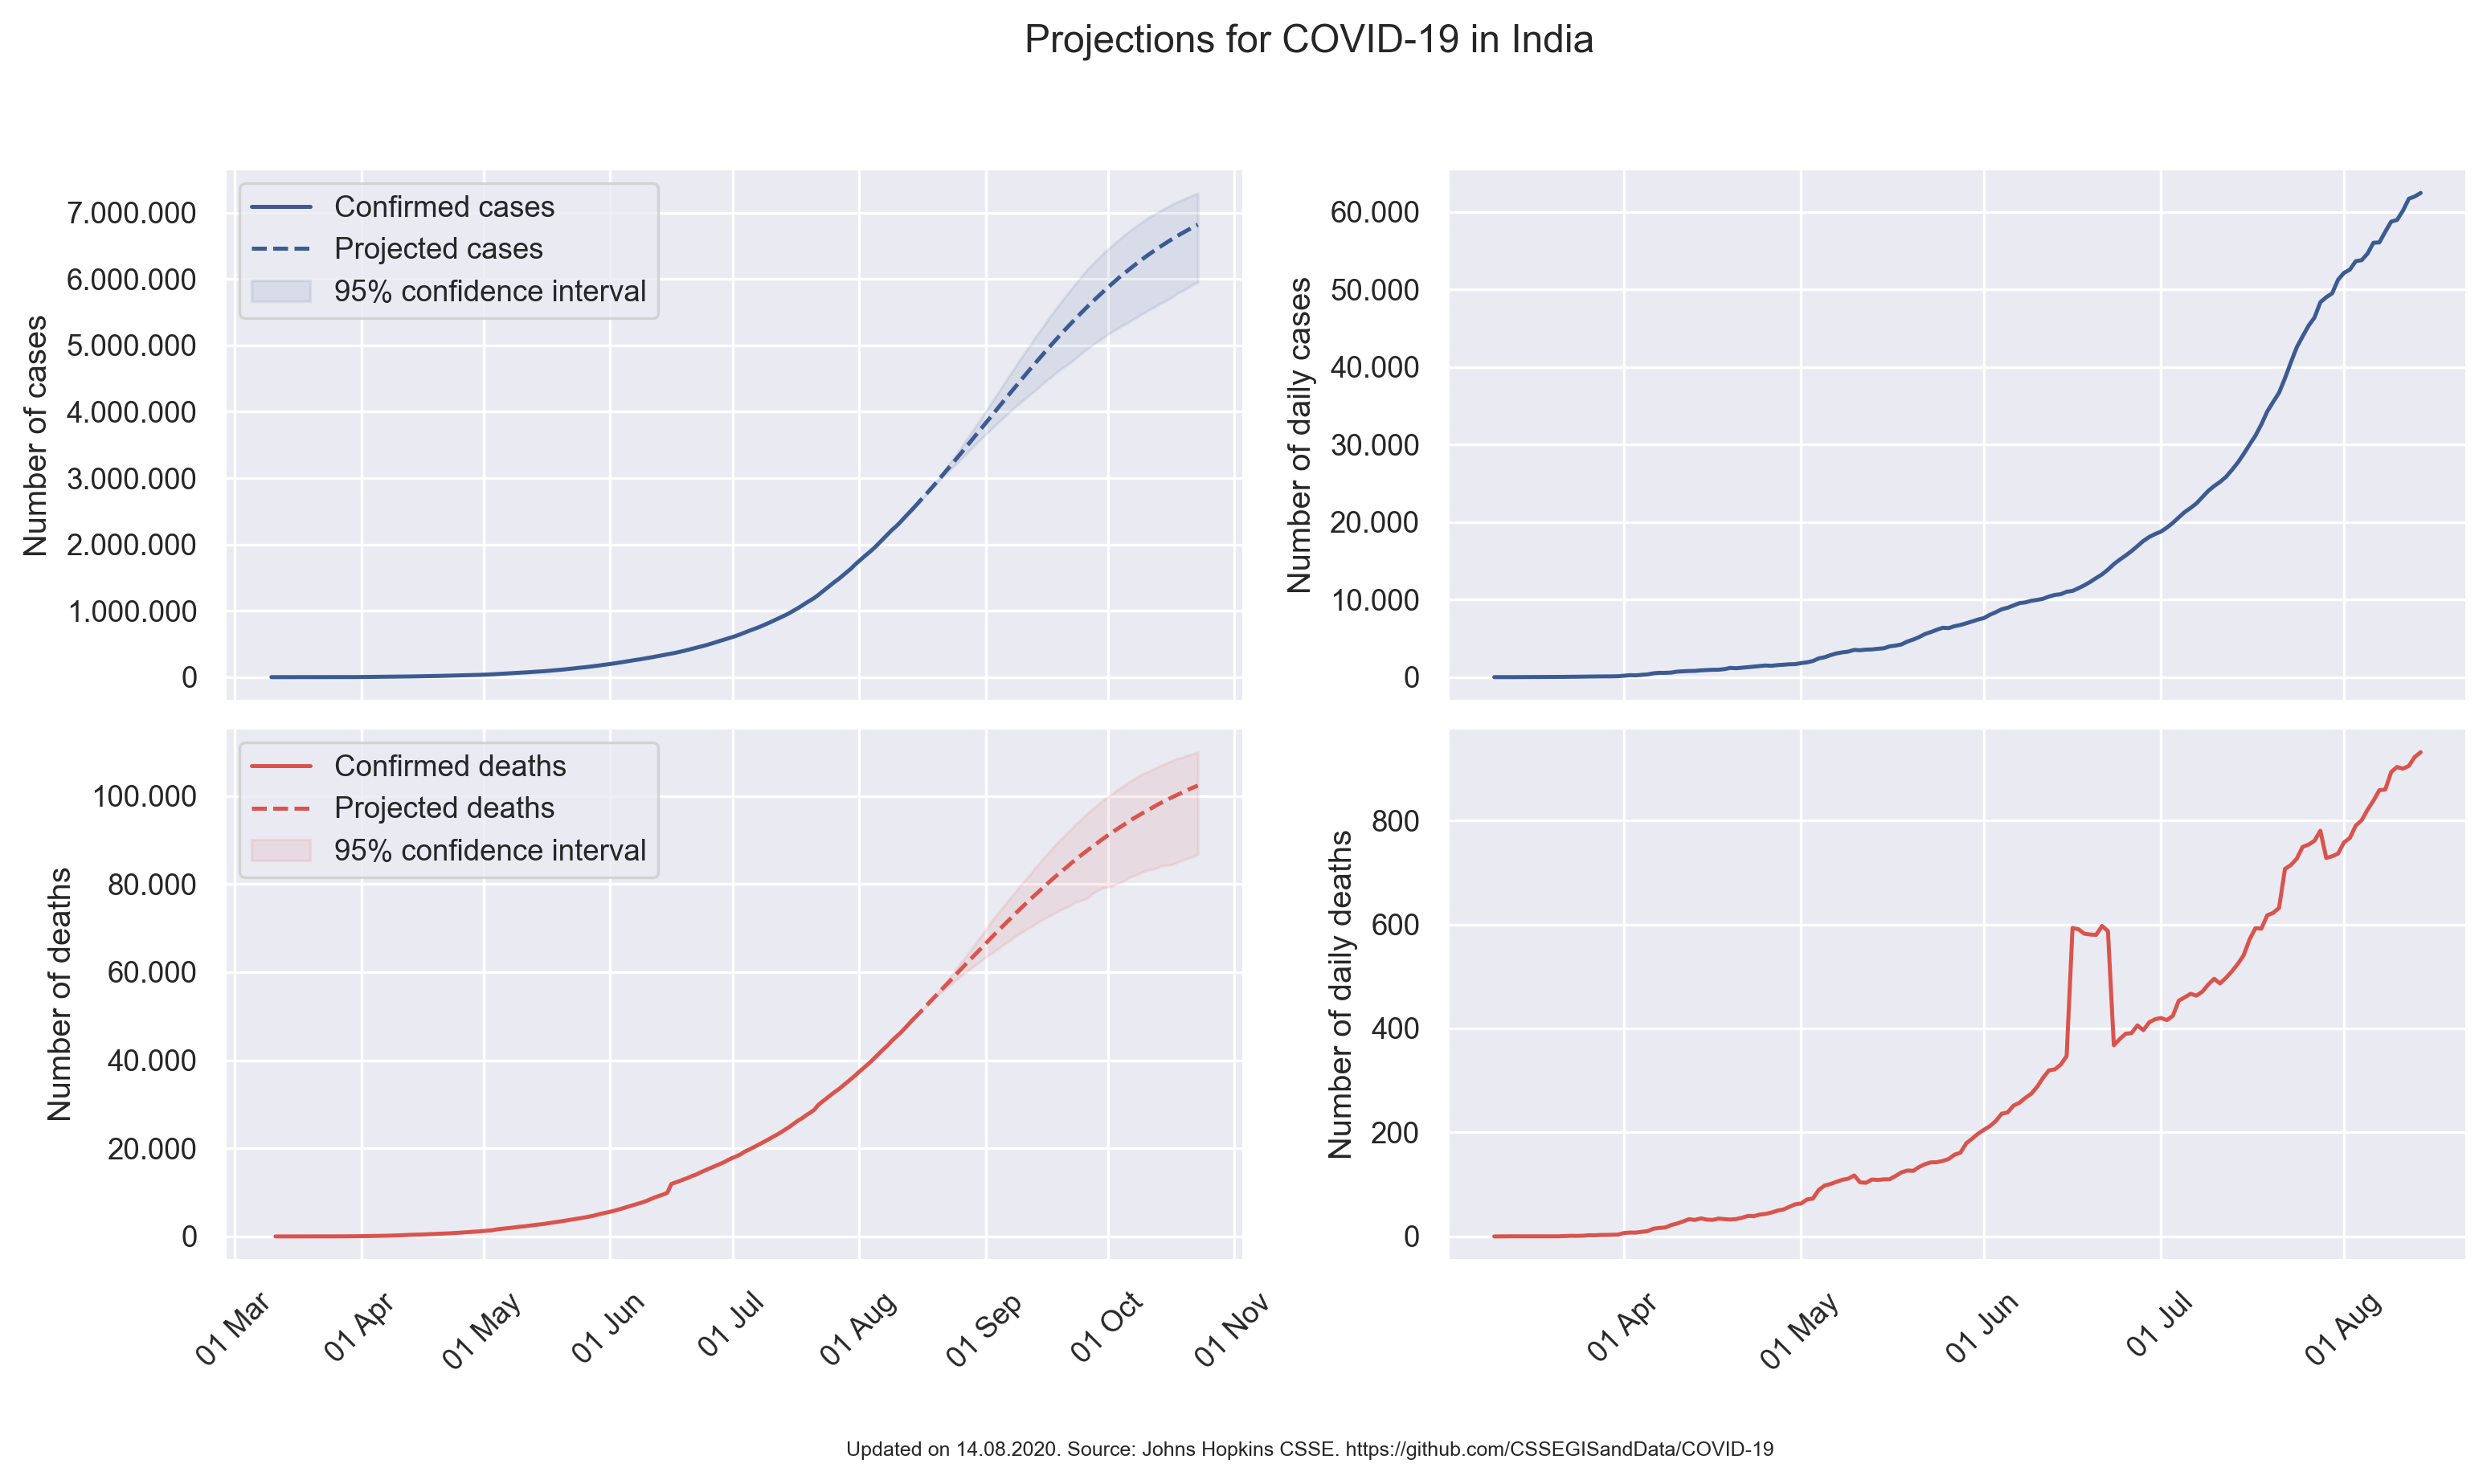 Projections for COVID-19 in India
Number of cases
7.000.000
6.000.000
5.000.000
4.000.000
3.000.000
2.000.000
1.000.000
0
Confirmed cases
Projected cases
95% confidence interval
Number of daily cases
60.000
50.000
40.000
30.000
20.000
10.000
0
Number of deaths
100.000
80.000
60.000
40.000
20.000
0
Confirmed deaths
Projected deaths
95% confidence interval
01 Mar
01 Apr
01 May
01 Jun
01 Jul
01 Aug
01 Sep
01 Oct
01 Nov
Number of daily deaths
800
600
400
200
0
01 Apr
01 May
01 Jun
01 Jul
01 Aug
Updated on 14.08.2020. Source: Johns Hopkins CSSE. https://github.com/CSSEGISandData/COVID-19